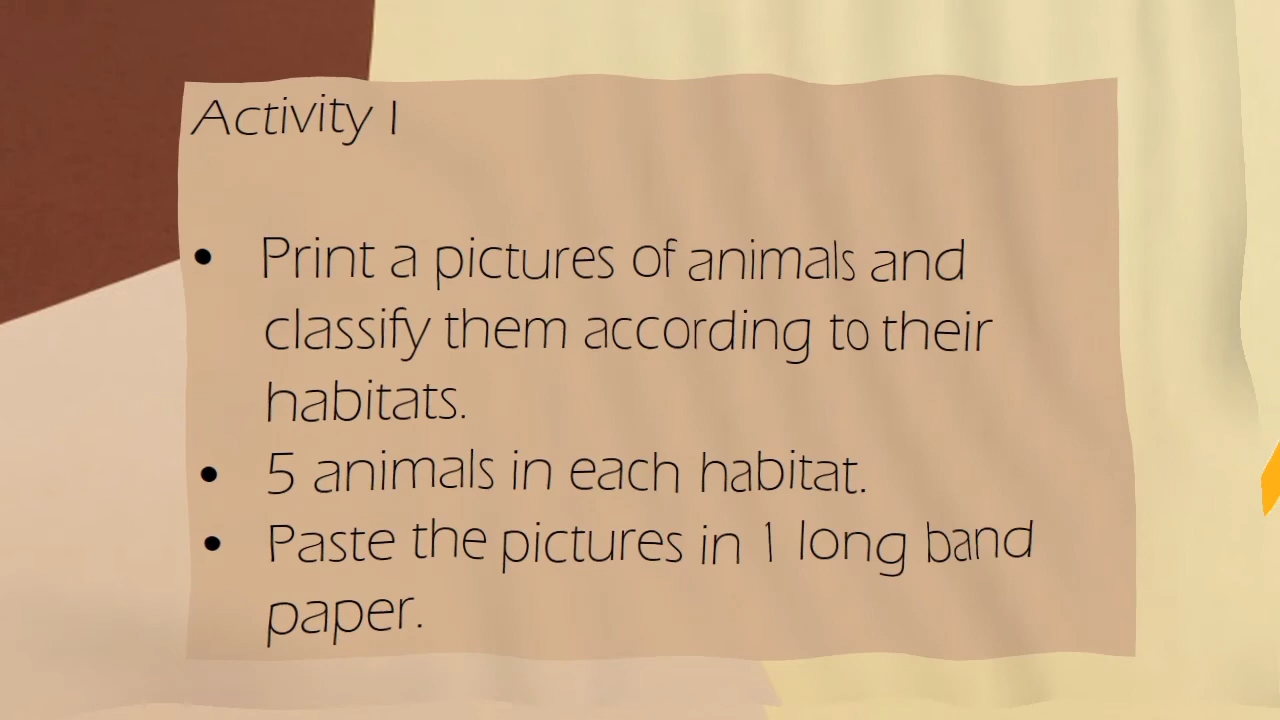 Activity 1
• Print a pictures of animals and
classify them according to their
habitats.
• 5 animals in each habitat.
• Paste the pictures in 1 long band
paper.